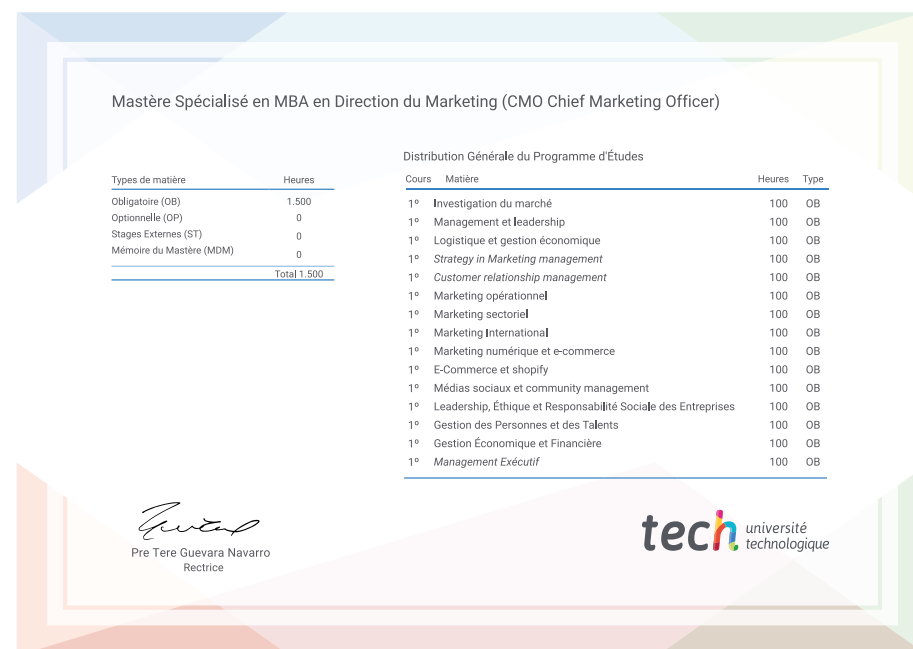 Mastère Spécialisé en MBA en Direction du Marketing (CMO Chief Marketing Officer)
Types de matière Heures
Obligatoire (OB) 1.500
Optionnelle (OP) 0
Stages Externes (ST) 0
Mémoire du Mastère (MDM) 0
Total 1.500
Distribution Générale du Programme d'Études
Cours Matière Heures Type
1º Investigation du marché 100 OB
1º Management et leadership 100 OB
1º Logistique et gestion économique 100 OB
1º Strategy in Marketing management 100 OB
1º Customer relationship management 100 OB
1º Marketing opérationnel 100 OB
1º Marketing sectoriel 100 OB
1º Marketing International 100 OB
1º Marketing numérique et e-commerce 100 OB
1º E-Commerce et shopify 100 OB
1º Médias sociaux et community management 100 OB
1º Leadership, Éthique et Responsabilité Sociale des Entreprises 100 OB
1º Gestion des Personnes et des Talents 100 OB
1º Gestion Économique et Financière 100 OB
1º Management Exécutif 100 OB
Pre Tere Guevara Navarro
Rectrice
tech université
technologique